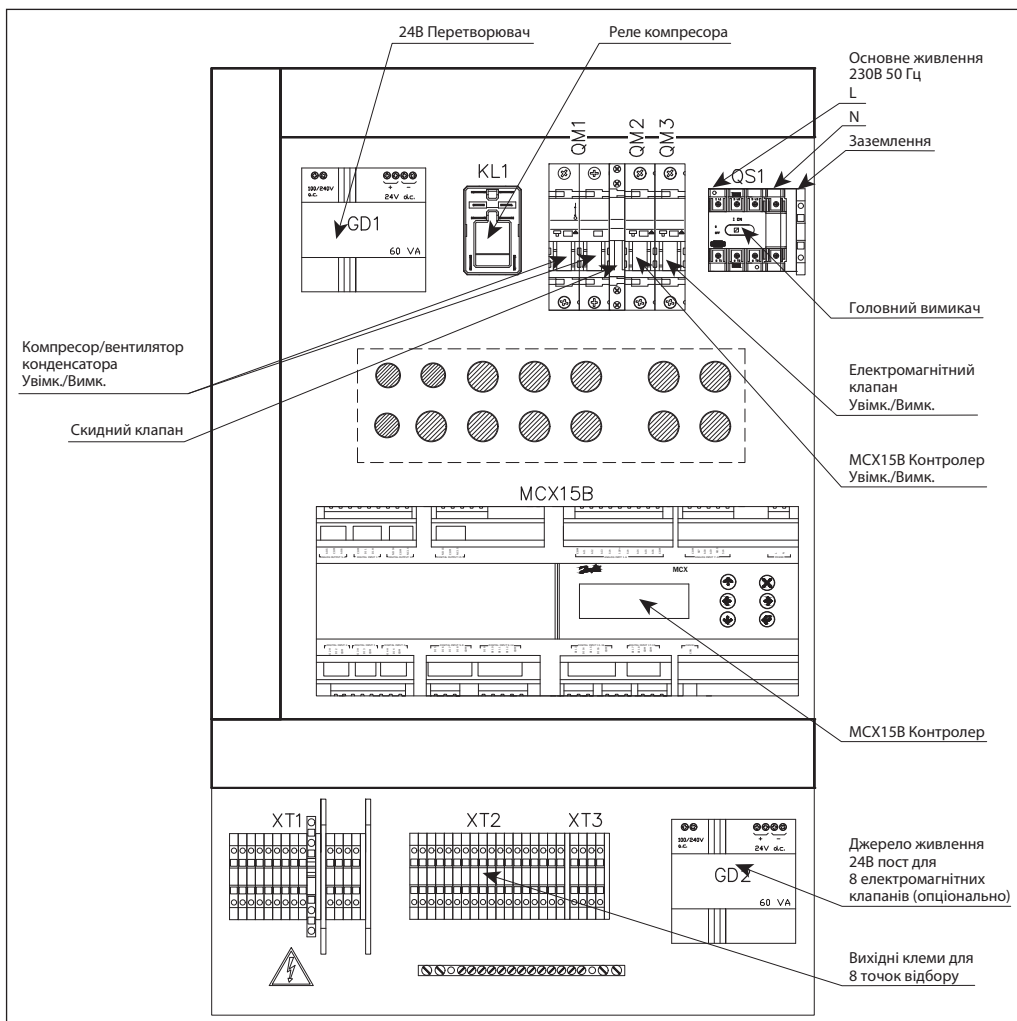 24В Перетворювач
Реле компресора
Основне живлення
230В 50 Гц
L
N
Заземлення
QM1
QM2
QM3
KL1
QS1
100/240V
a.c.
+ -
24V d.c.
GD1
60 VA
Головний вимикач
Компресор/вентилятор
конденсатора
Увімк./Вимк.
Електромагнітний
клапан
Увімк./Вимк.
Скидний клапан
MCX15B Контролер
Увімк./Вимк.
MCX15B
Danfoss
MCX
MCX15B Контролер
XT1
XT2
XT3
100/240V
a.c.
+ -
24V d.c.
GD2
60 VA
Джерело живлення
24В пост для
8 електромагнітних
клапанів (опціонально)
Вихідні клеми для
8 точок відбору